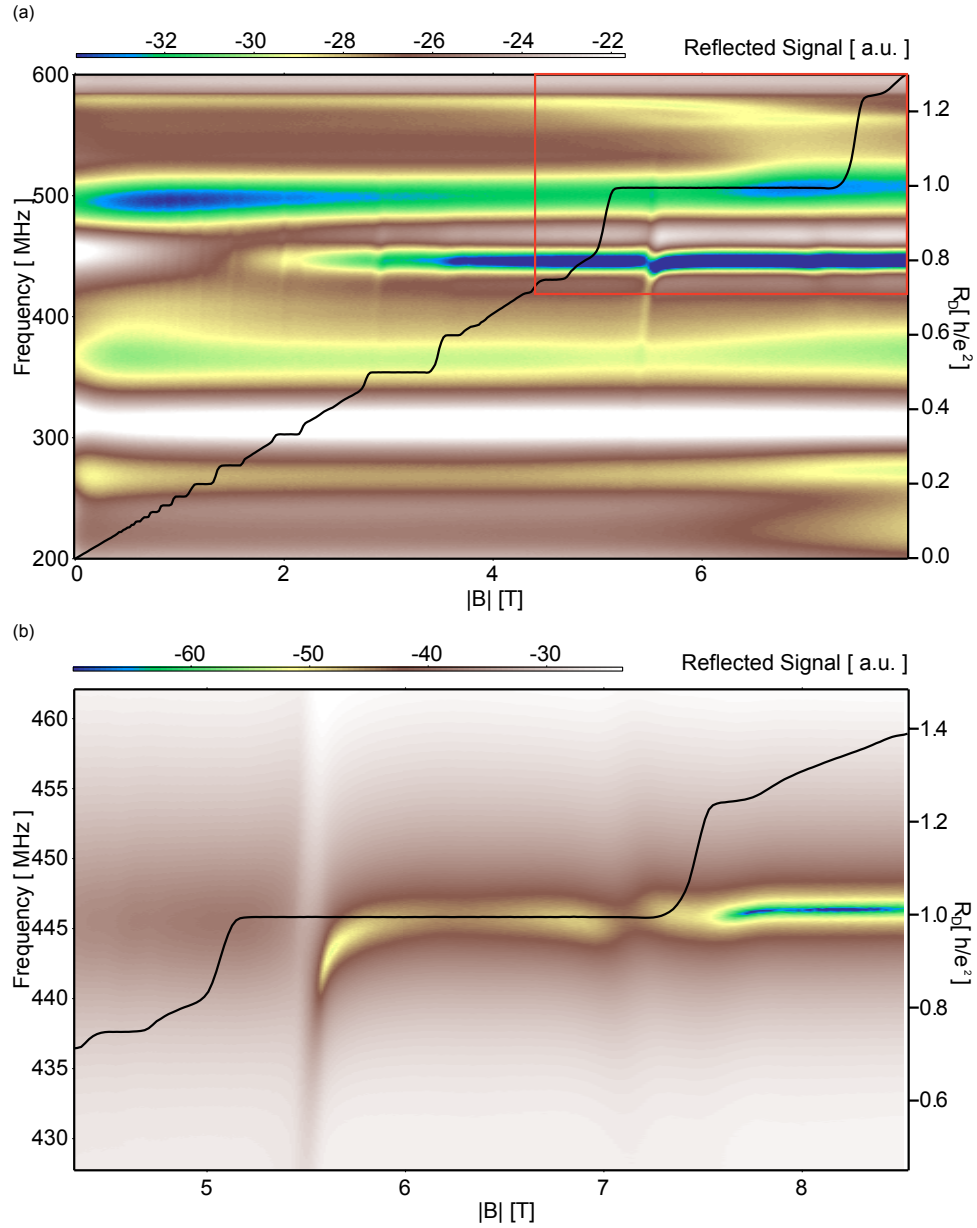 (a)
-32 -30 -28 -26 -24 -22 Reflected Signal [ a.u. ]
600
500
400
300
200
Frequency [ MHz ]
1.2
1.0
0.8
0.6
0.4
0.2
0.0
R_D[ h/e² ]
0 2 4 6
|B| [T]
(b)
-60 -50 -40 -30 Reflected Signal [ a.u. ]
460
455
450
445
440
435
430
Frequency [ MHz ]
1.4
1.2
1.0
0.8
0.6
R_D[ h/e² ]
5 6 7 8
|B| [T]